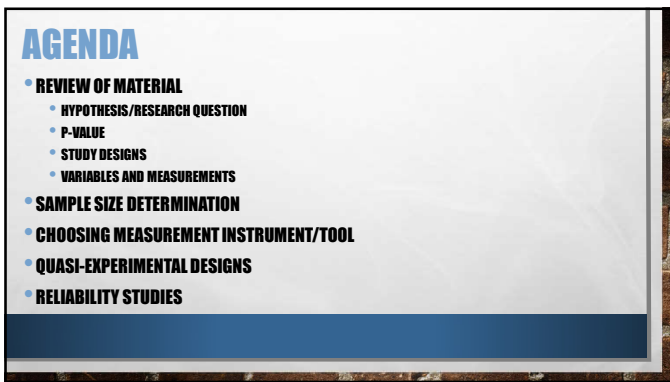 AGENDA
• REVIEW OF MATERIAL
• HYPOTHESIS/RESEARCH QUESTION
• P-VALUE
• STUDY DESIGNS
• VARIABLES AND MEASUREMENTS
• SAMPLE SIZE DETERMINATION
• CHOOSING MEASUREMENT INSTRUMENT/TOOL
• QUASI-EXPERIMENTAL DESIGNS
• RELIABILITY STUDIES